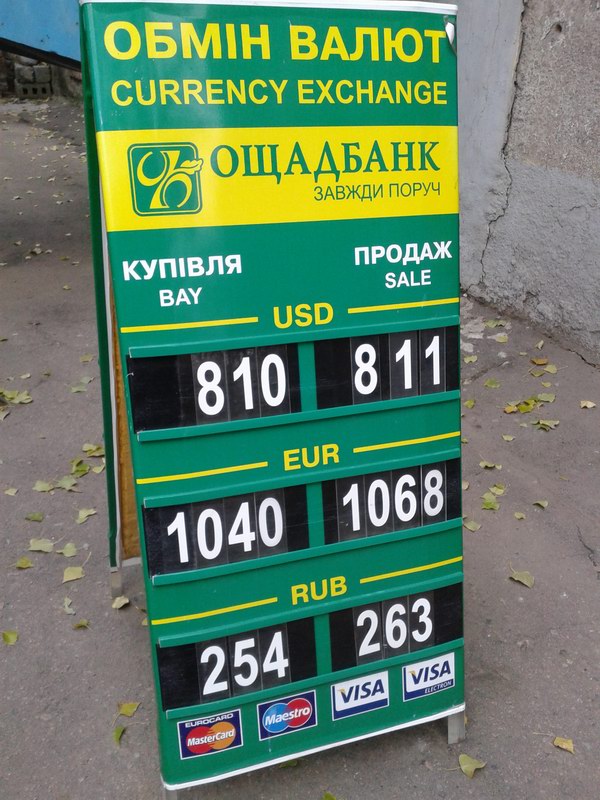 ОБМІН ВАЛЮТ
CURRENCY EXCHANGE
ОЩАДБАНК
ЗАВЖДИ ПОРУЧ
КУПІВЛЯ ПРОДАЖ
BAY SALE
USD
810 811
EUR
1040 1068
RUB
254 263
EUROCARD
MasterCard Maestro VISA VISA
ELECTRON